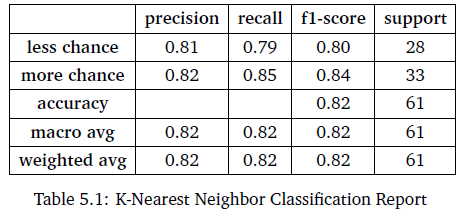 precision recall f1-score support
less chance 0.81 0.79 0.80 28
more chance 0.82 0.85 0.84 33
accuracy 0.82 61
macro avg 0.82 0.82 0.82 61
weighted avg 0.82 0.82 0.82 61
Table 5.1: K-Nearest Neighbor Classification Report